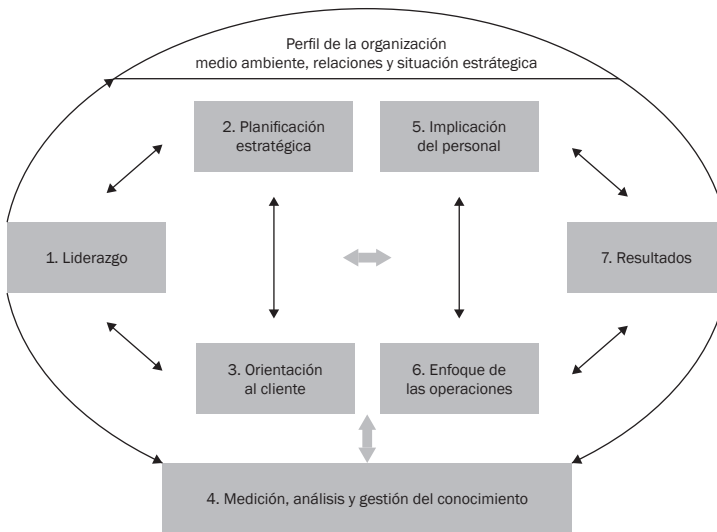 Perfil de la organización
medio ambiente, relaciones y situación estrátegica
2. Planificación
estratégica
5. Implicación
del personal
1. Liderazgo
7. Resultados
3. Orientación
al cliente
6. Enfoque de
las operaciones
4. Medición, análisis y gestión del conocimiento